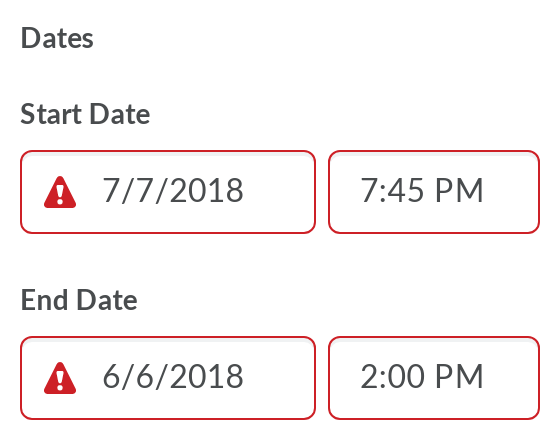 Dates
Start Date
7/7/2018 7:45 PM
End Date
6/6/2018 2:00 PM